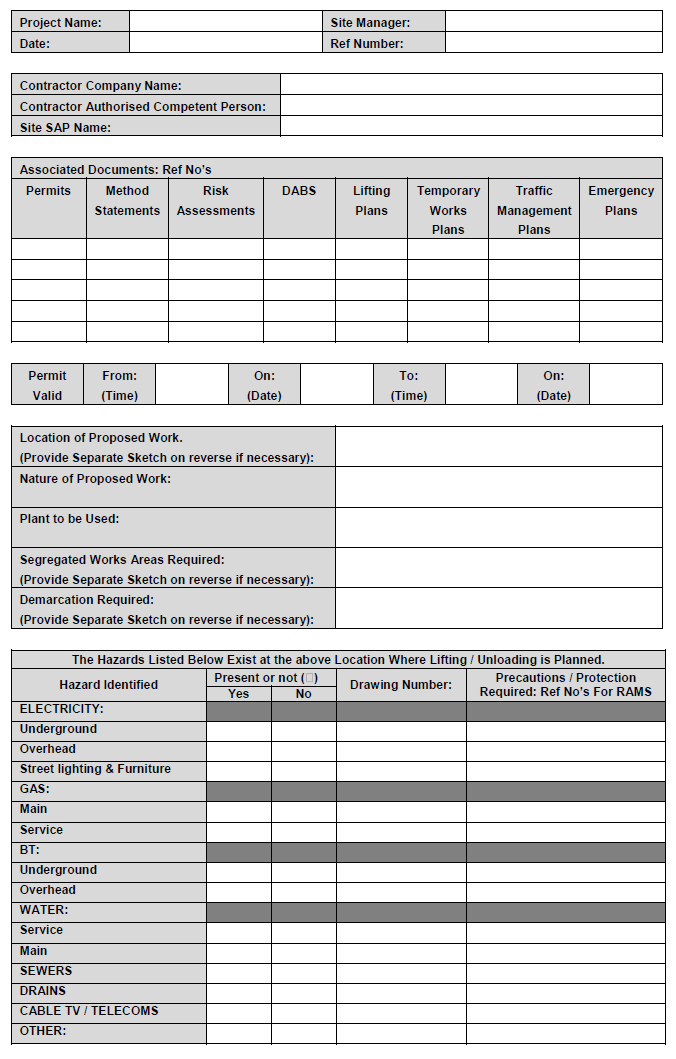 Project Name: Site Manager:
Date: Ref Number:
Contractor Company Name:
Contractor Authorised Competent Person:
Site SAP Name:
Associated Documents: Ref No's
Permits Method Risk DABS Lifting Temporary Traffic Emergency
Statements Assessments Plans Works Management Plans
Plans Plans
Permit From: On: To: On:
Valid (Time) (Date) (Time) (Date)
Location of Proposed Work.
(Provide Separate Sketch on reverse if necessary):
Nature of Proposed Work:
Plant to be Used:
Segregated Works Areas Required:
(Provide Separate Sketch on reverse if necessary):
Demarcation Required:
(Provide Separate Sketch on reverse if necessary):
The Hazards Listed Below Exist at the above Location Where Lifting / Unloading is Planned.
Hazard Identified Present or not (▯) Drawing Number: Precautions / Protection
Yes No Required: Ref No's For RAMS
ELECTRICITY:
Underground
Overhead
Street lighting & Furniture
GAS:
Main
Service
BT:
Underground
Overhead
WATER:
Service
Main
SEWERS
DRAINS
CABLE TV / TELECOMS
OTHER: